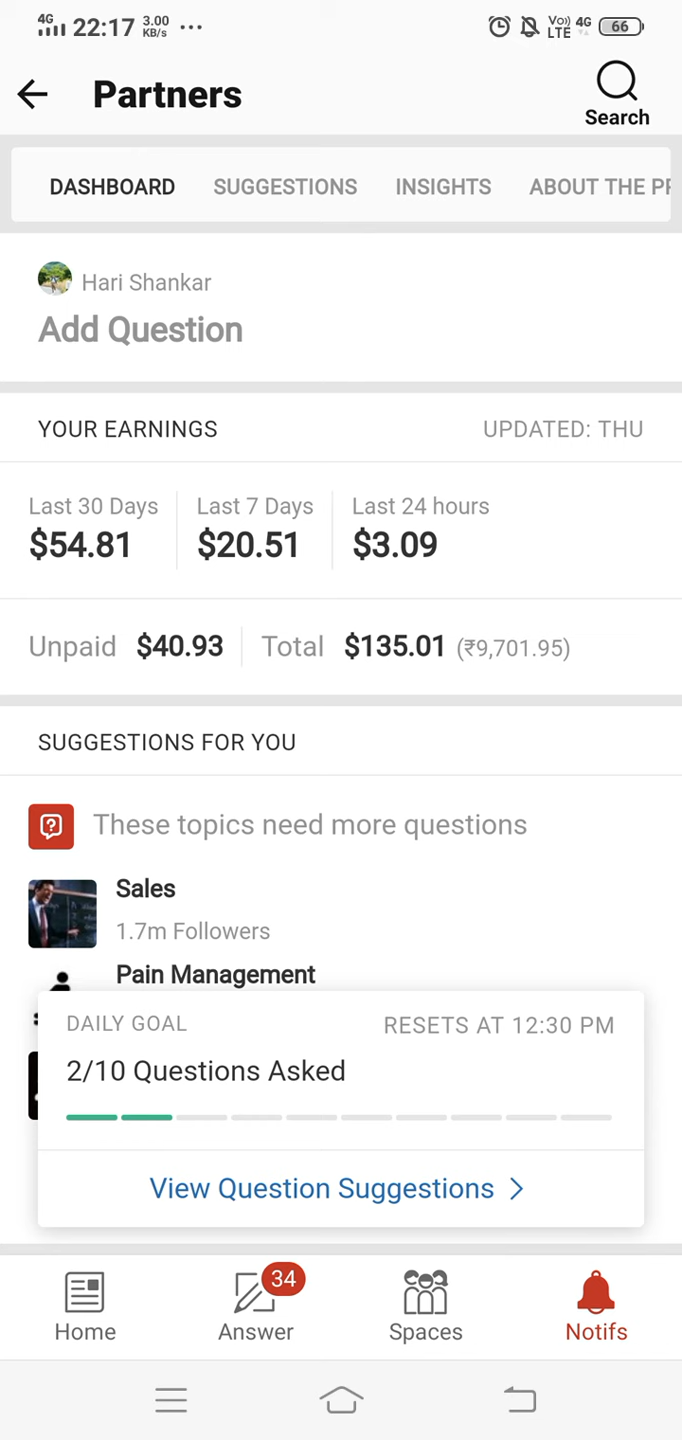 4G 22:17 3.00 KB/s ... Vo)) LTE 4G 66
Partners
Search
DASHBOARD SUGGESTIONS INSIGHTS ABOUT THE
Hari Shankar
Add Question
YOUR EARNINGS UPDATED: THU
Last 30 Days Last 7 Days Last 24 hours
$54.81 $20.51 $3.09
Unpaid $40.93 Total $135.01 (₹9,701.95)
SUGGESTIONS FOR YOU
These topics need more questions
Sales
1.7m Followers
Pain Management
DAILY GOAL RESETS AT 12:30 PM
2/10 Questions Asked
View Question Suggestions
34
Home Answer Spaces Notifs